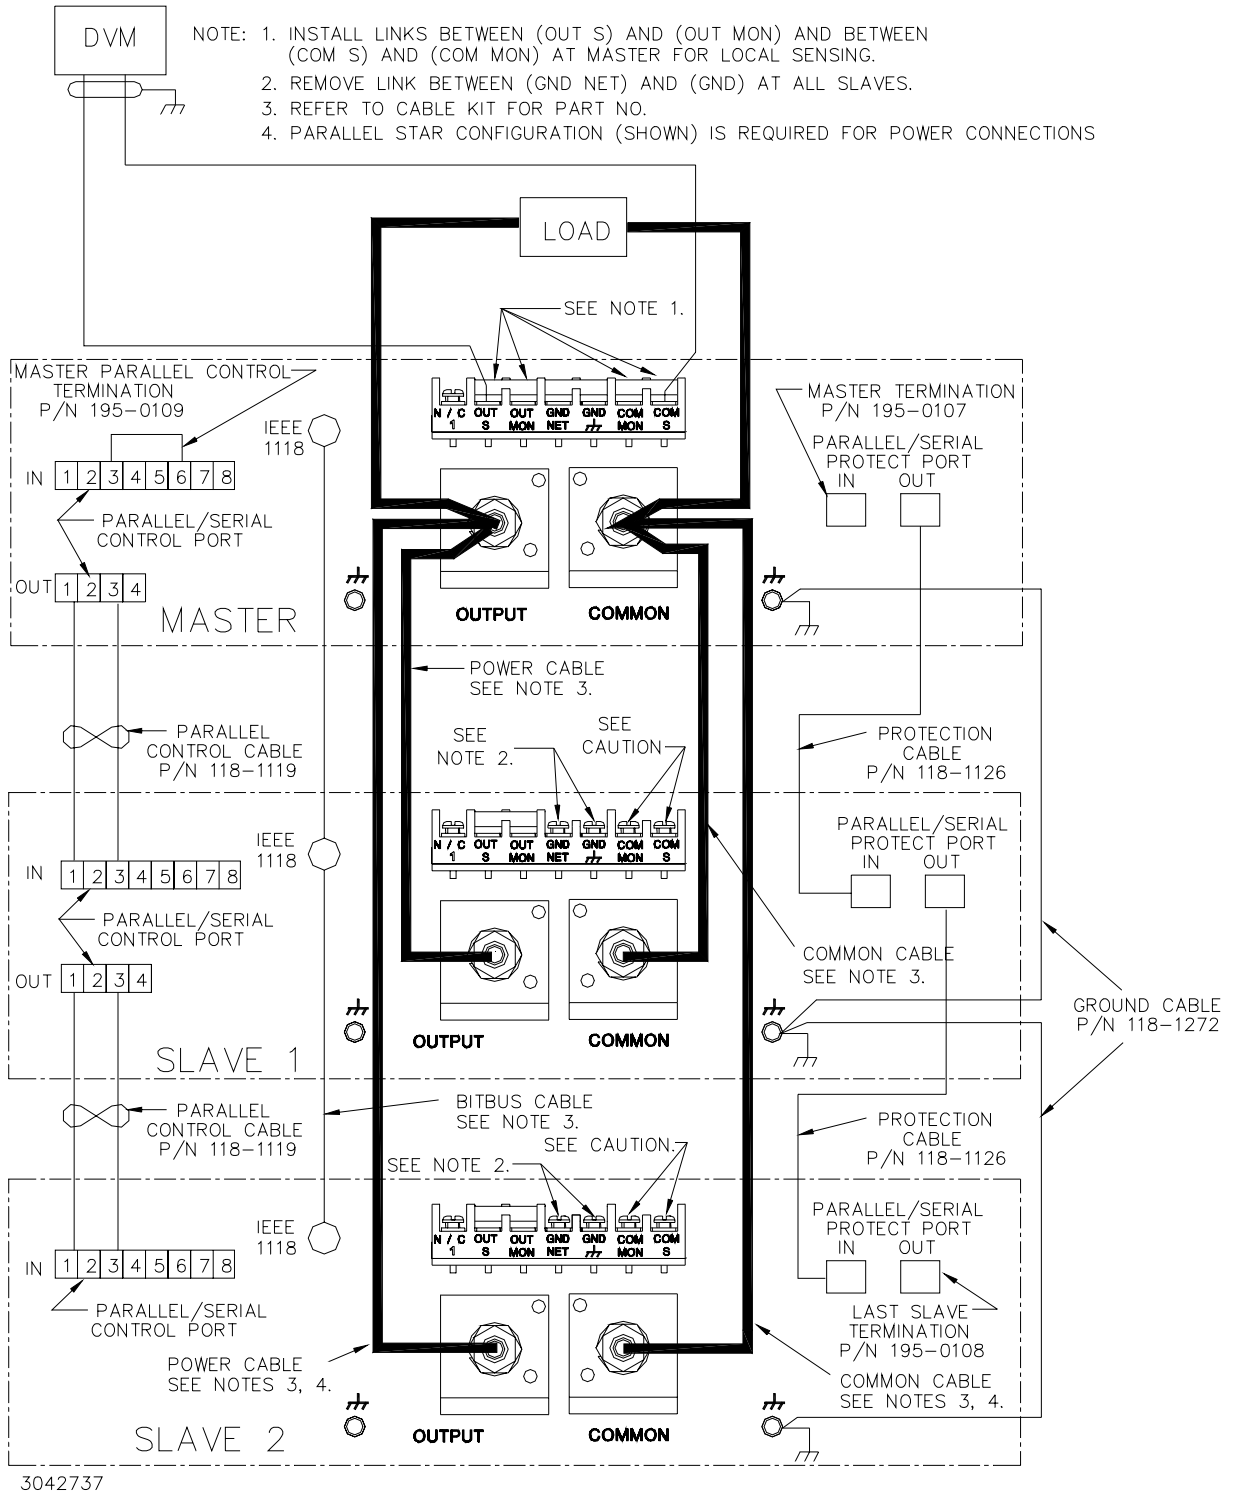 DVM
NOTE: 1. INSTALL LINKS BETWEEN (OUT S) AND (OUT MON) AND BETWEEN
(COM S) AND (COM MON) AT MASTER FOR LOCAL SENSING.
2. REMOVE LINK BETWEEN (GND NET) AND (GND) AT ALL SLAVES.
3. REFER TO CABLE KIT FOR PART NO.
4. PARALLEL STAR CONFIGURATION (SHOWN) IS REQUIRED FOR POWER CONNECTIONS
LOAD
SEE NOTE 1.
MASTER PARALLEL CONTROL
TERMINATION
P/N 195-0109
IEEE
1118
IN 1 2 3 4 5 6 7 8
PARALLEL/SERIAL
CONTROL PORT
OUT 1 2 3 4
MASTER
N / C OUT OUT GND GND COM COM
1 S MON NET MON S
OUTPUT
COMMON
MASTER TERMINATION
P/N 195-0107
PARALLEL/SERIAL
PROTECT PORT
IN OUT
POWER CABLE
SEE NOTE 3.
PARALLEL
CONTROL CABLE
P/N 118-1119
SEE
NOTE 2.
SEE
CAUTION
PROTECTION
CABLE
P/N 118-1126
IEEE
1118
IN 1 2 3 4 5 6 7 8
PARALLEL/SERIAL
CONTROL PORT
OUT 1 2 3 4
SLAVE 1
N / C OUT OUT GND GND COM COM
1 S MON NET MON S
OUTPUT
COMMON
PARALLEL/SERIAL
PROTECT PORT
IN OUT
COMMON CABLE
SEE NOTE 3.
GROUND CABLE
P/N 118-1272
PARALLEL
CONTROL CABLE
P/N 118-1119
BITBUS CABLE
SEE NOTE 3.
SEE CAUTION.
SEE NOTE 2.
PROTECTION
CABLE
P/N 118-1126
IEEE
1118
IN 1 2 3 4 5 6 7 8
PARALLEL/SERIAL
CONTROL PORT
N / C OUT OUT GND GND COM COM
1 S MON NET MON S
PARALLEL/SERIAL
PROTECT PORT
IN OUT
LAST SLAVE
TERMINATION
P/N 195-0108
POWER CABLE
SEE NOTES 3, 4.
COMMON CABLE
SEE NOTES 3, 4.
SLAVE 2
OUTPUT
COMMON
3042737